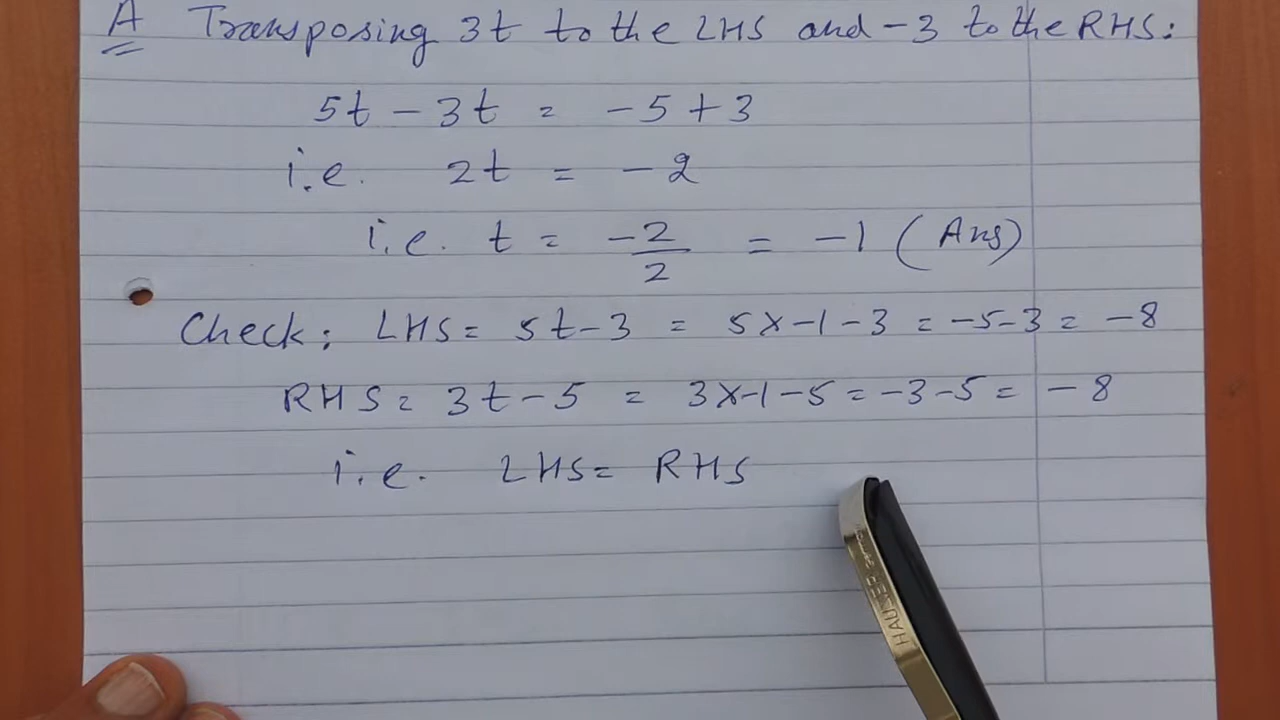 A Transposing 3t to the LHS and -3 to the RHS:
5t - 3t = -5 + 3
i.e. 2t = -2
i.e. t = -2/2 = -1 (Ans)
Check: LHS = 5t - 3 = 5x-1-3 = -5-3 = -8
RHS = 3t - 5 = 3x-1-5 = -3-5 = -8
i.e. LHS = RHS
HAUSER